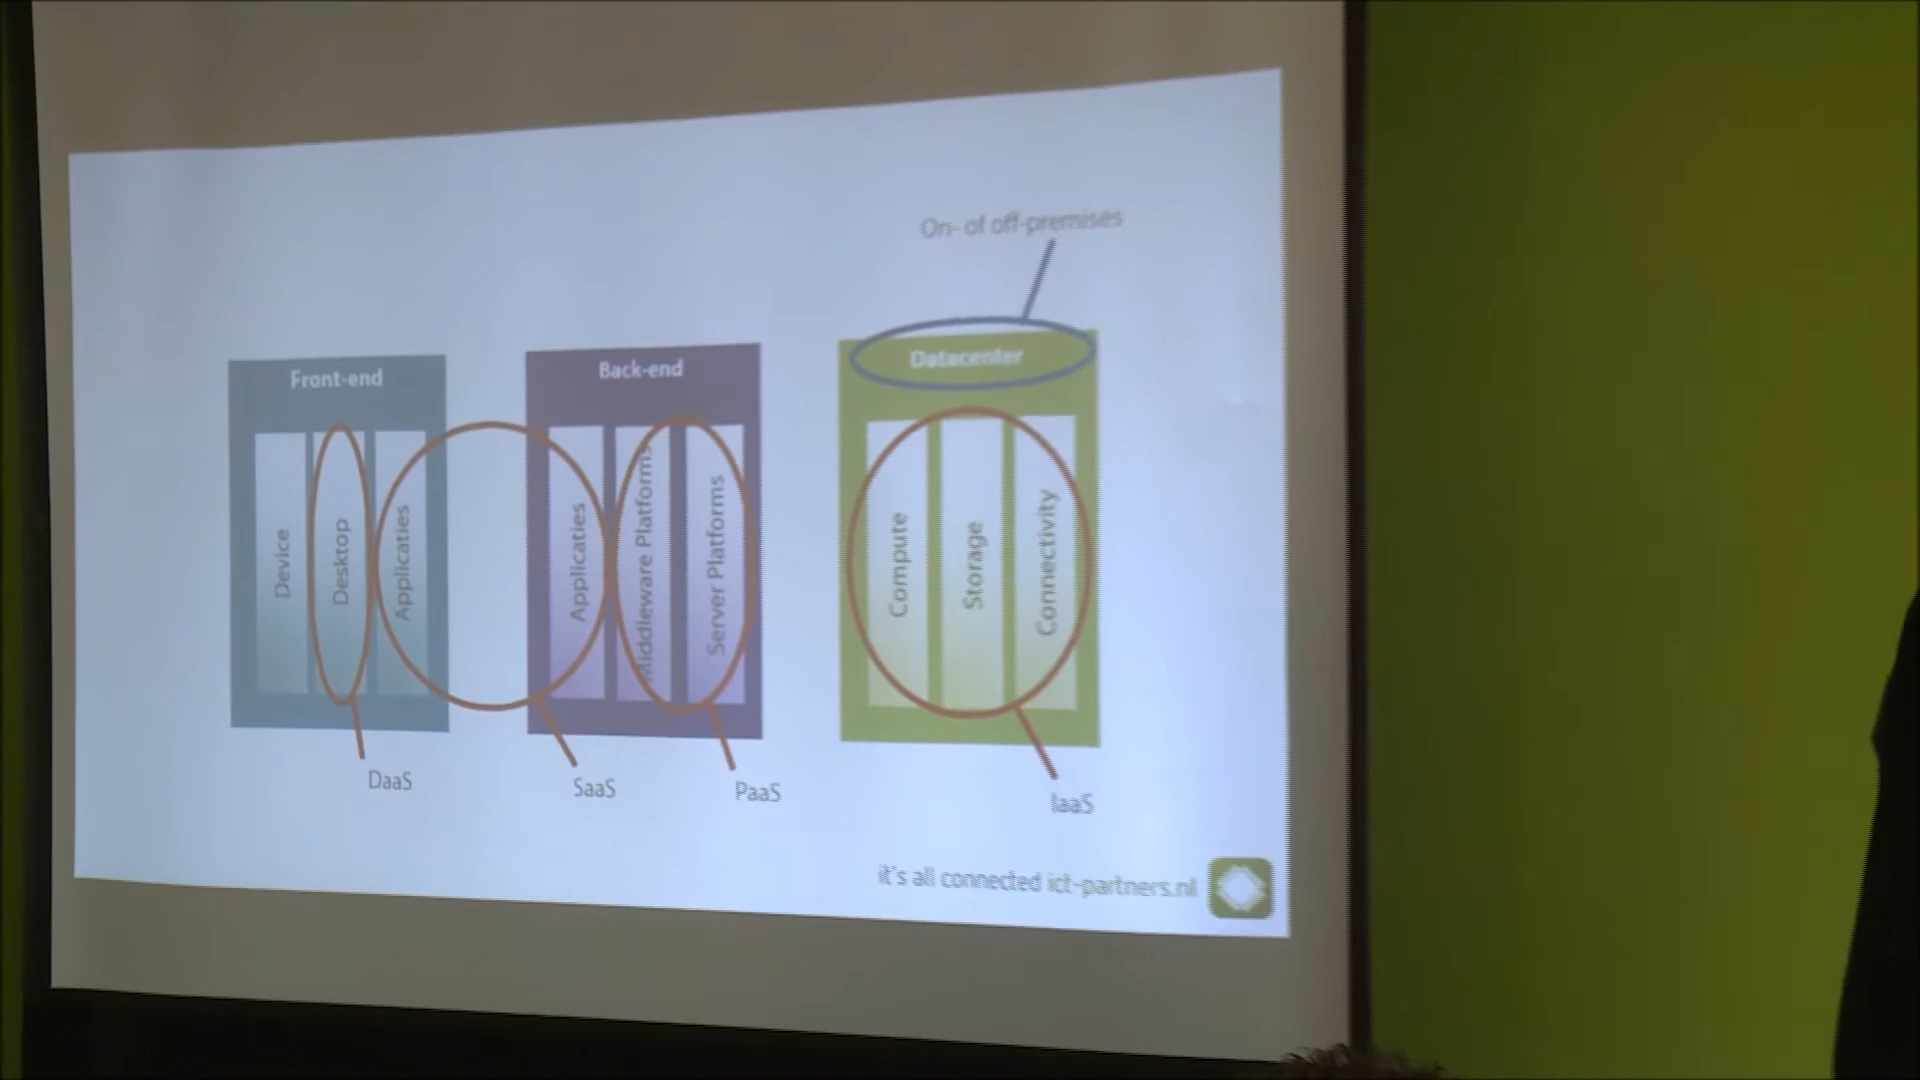 On- of off-premises
Front-end
Back-end
Datacenter
Device
Desktop
Applicaties
Applicaties
Middleware Platforms
Server Platforms
Compute
Storage
Connectivity
DaaS
SaaS
PaaS
IaaS
it's all connected ict-partners.nl